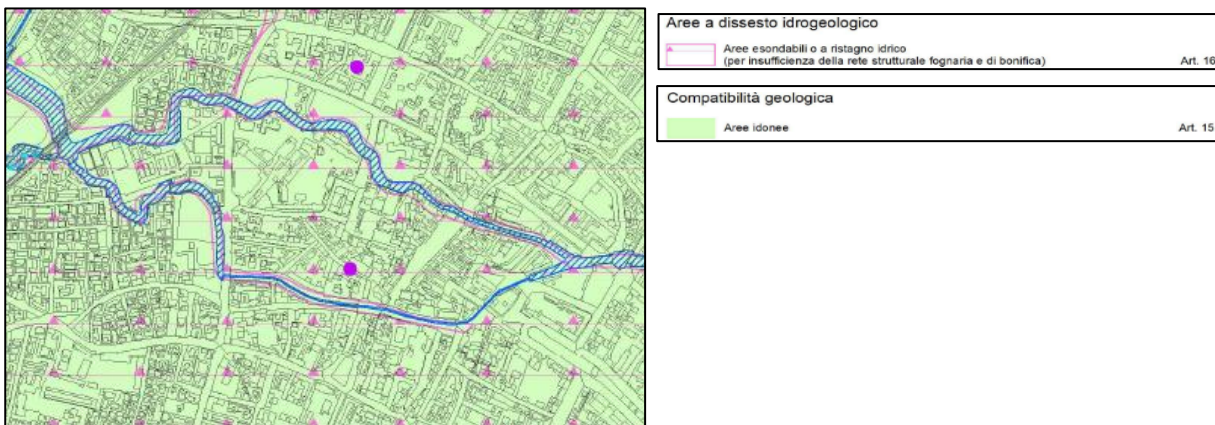 Aree a dissesto idrogeologico
Aree esondabili o a ristagno idrico
(per insufficienza della rete strutturale fognaria e di bonifica) Art. 16
Compatibilità geologica
Aree idonee Art. 15